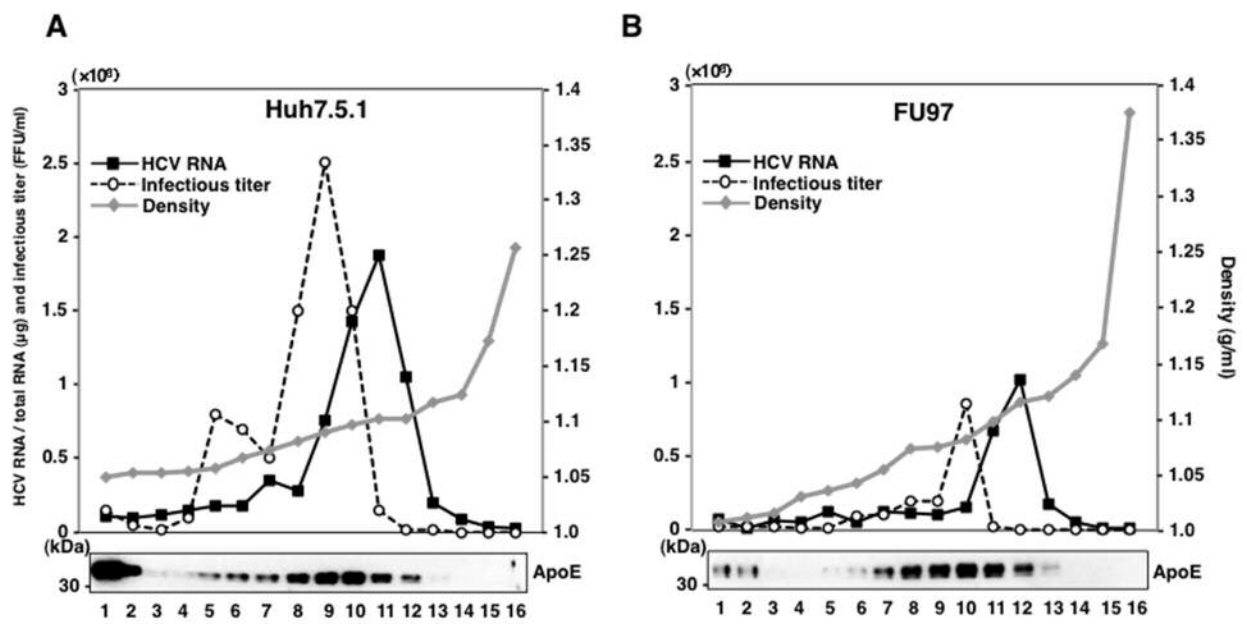 A
B
(×10⁶)
(×10⁶)
HCV RNA / total RNA (μg) and infectious titer (FFU/ml)
3
2.5
2
1.5
1
0.5
0
Huh7.5.1
HCV RNA
Infectious titer
Density
1.4
1.35
1.3
1.25
1.2
1.15
1.1
1.05
1.0
3
2.5
2
1.5
1
0.5
0
FU97
HCV RNA
Infectious titer
Density
1.4
1.35
1.3
1.25
1.2
1.15
1.1
1.05
1.0
Density (g/ml)
(kDa)
30
ApoE
1 2 3 4 5 6 7 8 9 10 11 12 13 14 15 16
(kDa)
30
ApoE
1 2 3 4 5 6 7 8 9 10 11 12 13 14 15 16